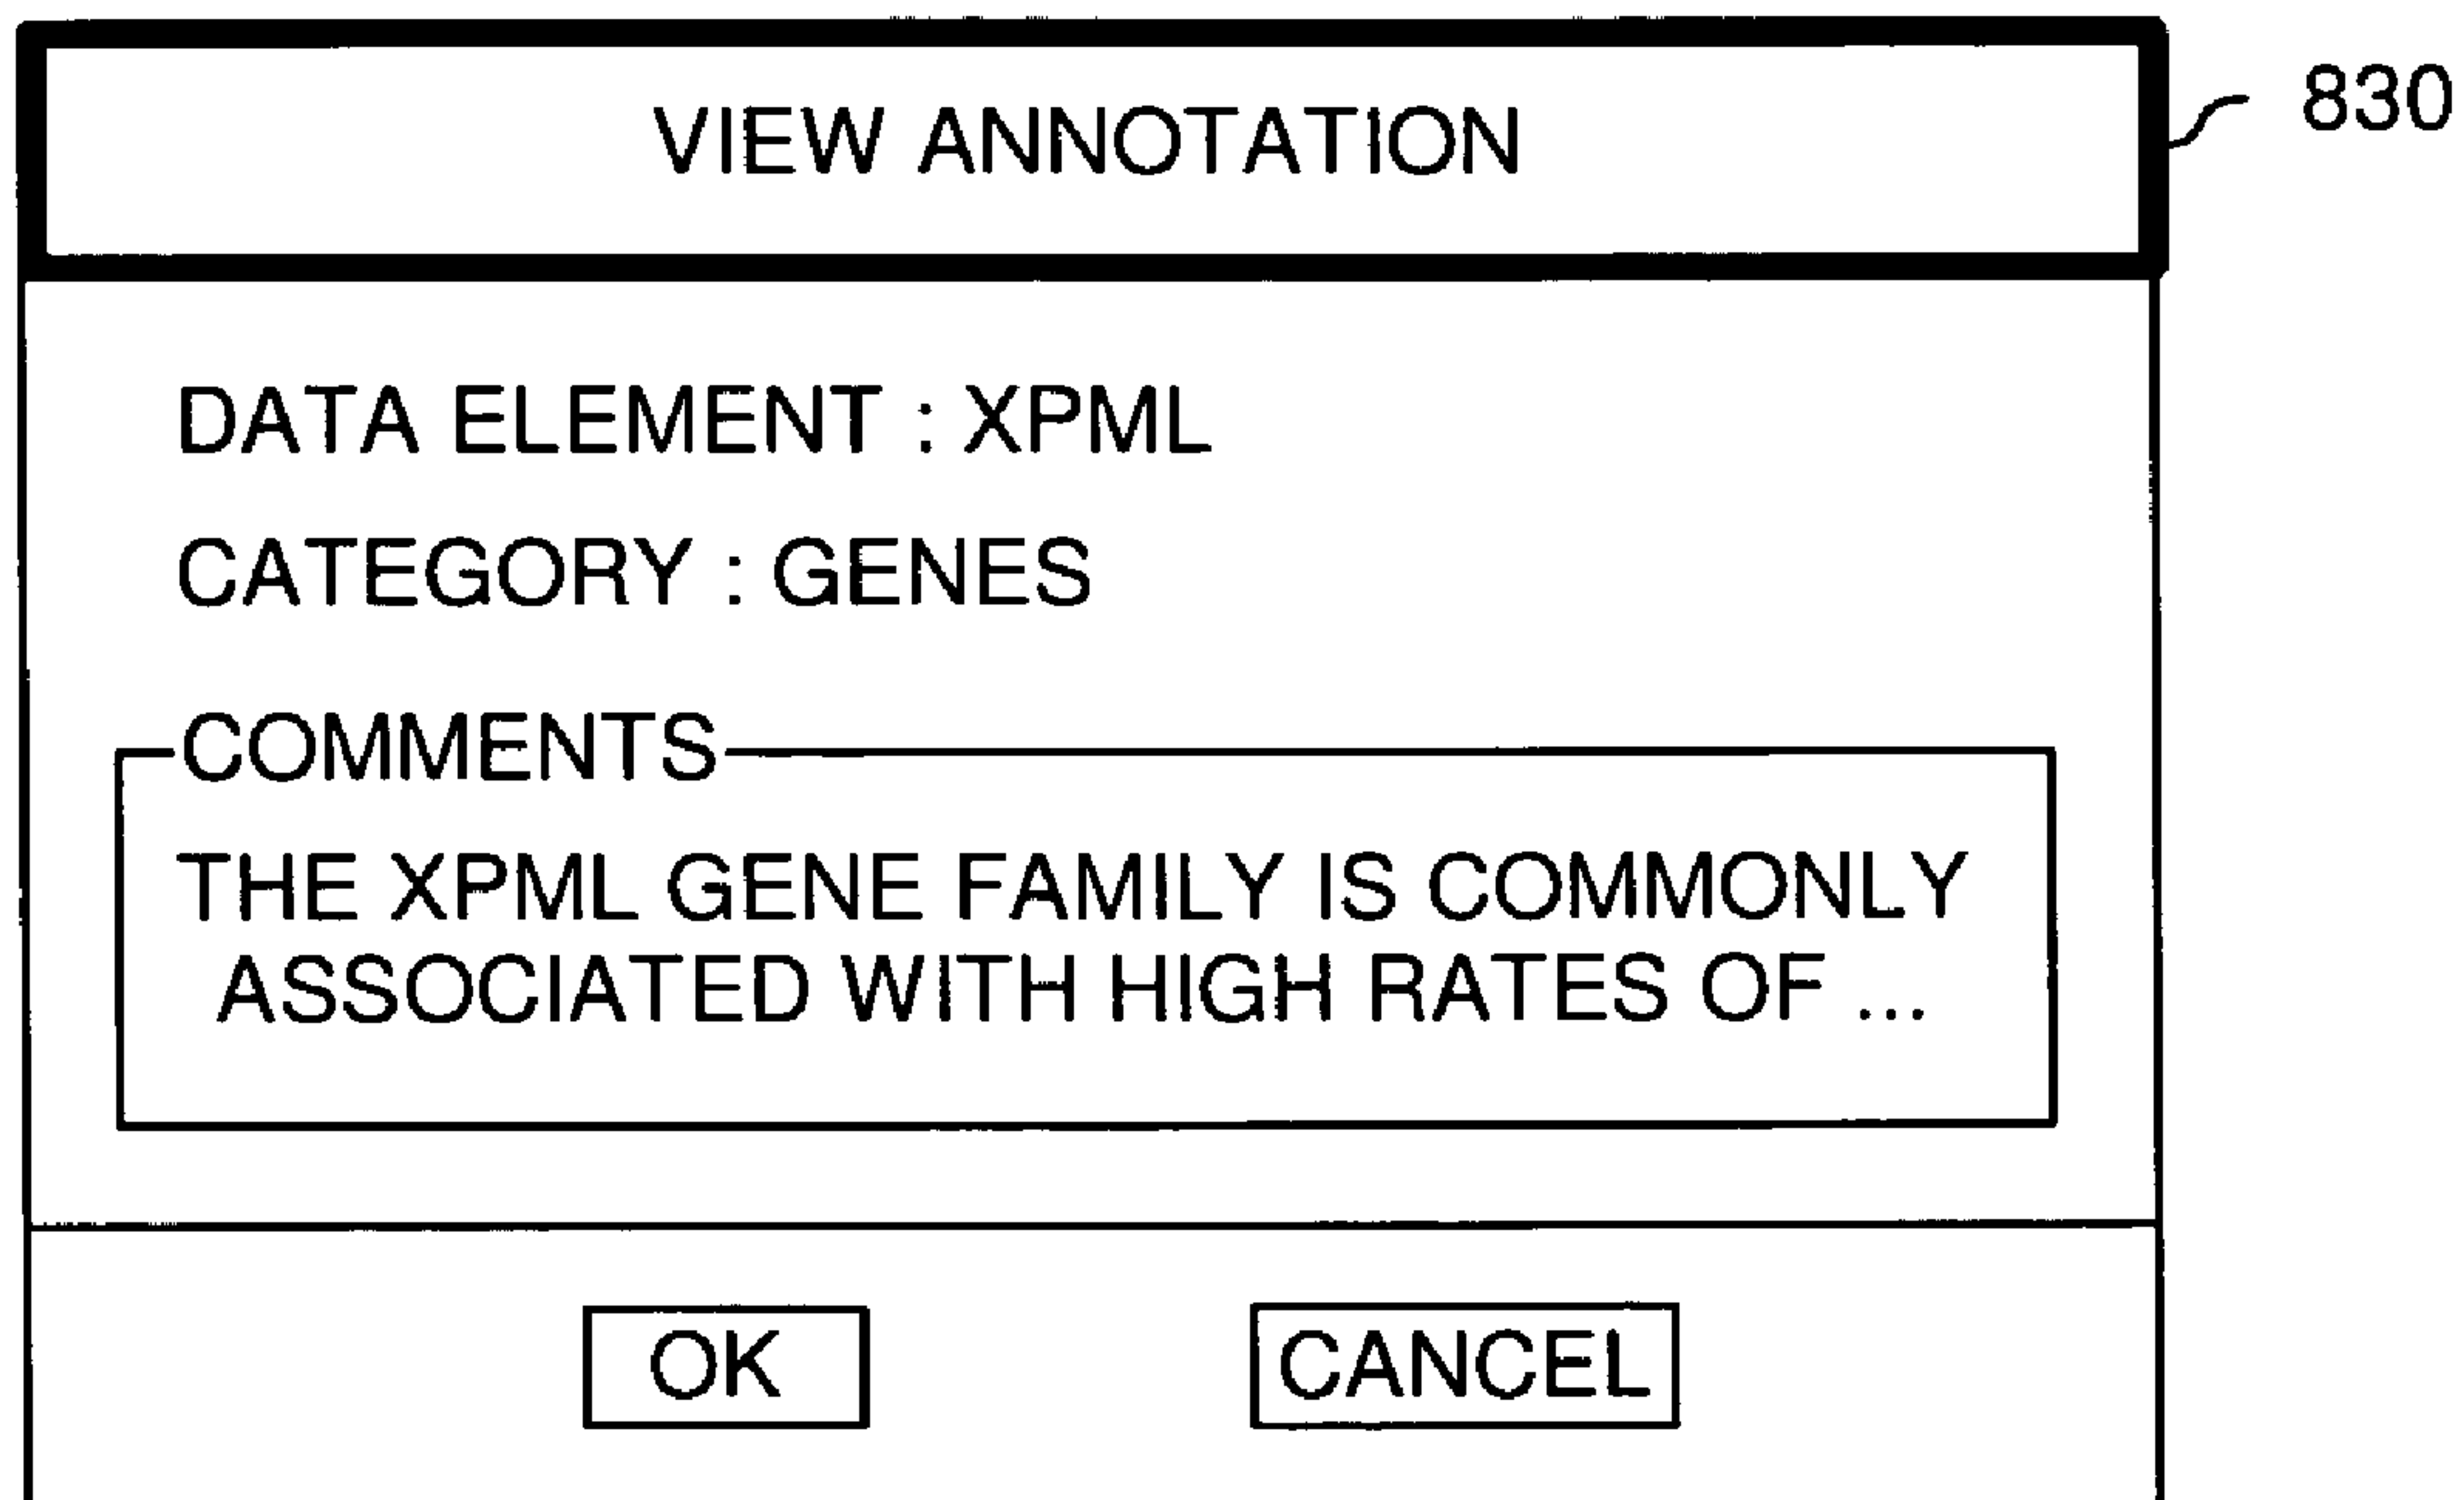 VIEW ANNOTATION
830
DATA ELEMENT : XPML
CATEGORY : GENES
COMMENTS
THE XPML GENE FAMILY IS COMMONLY
ASSOCIATED WITH HIGH RATES OF ...
OK
CANCEL